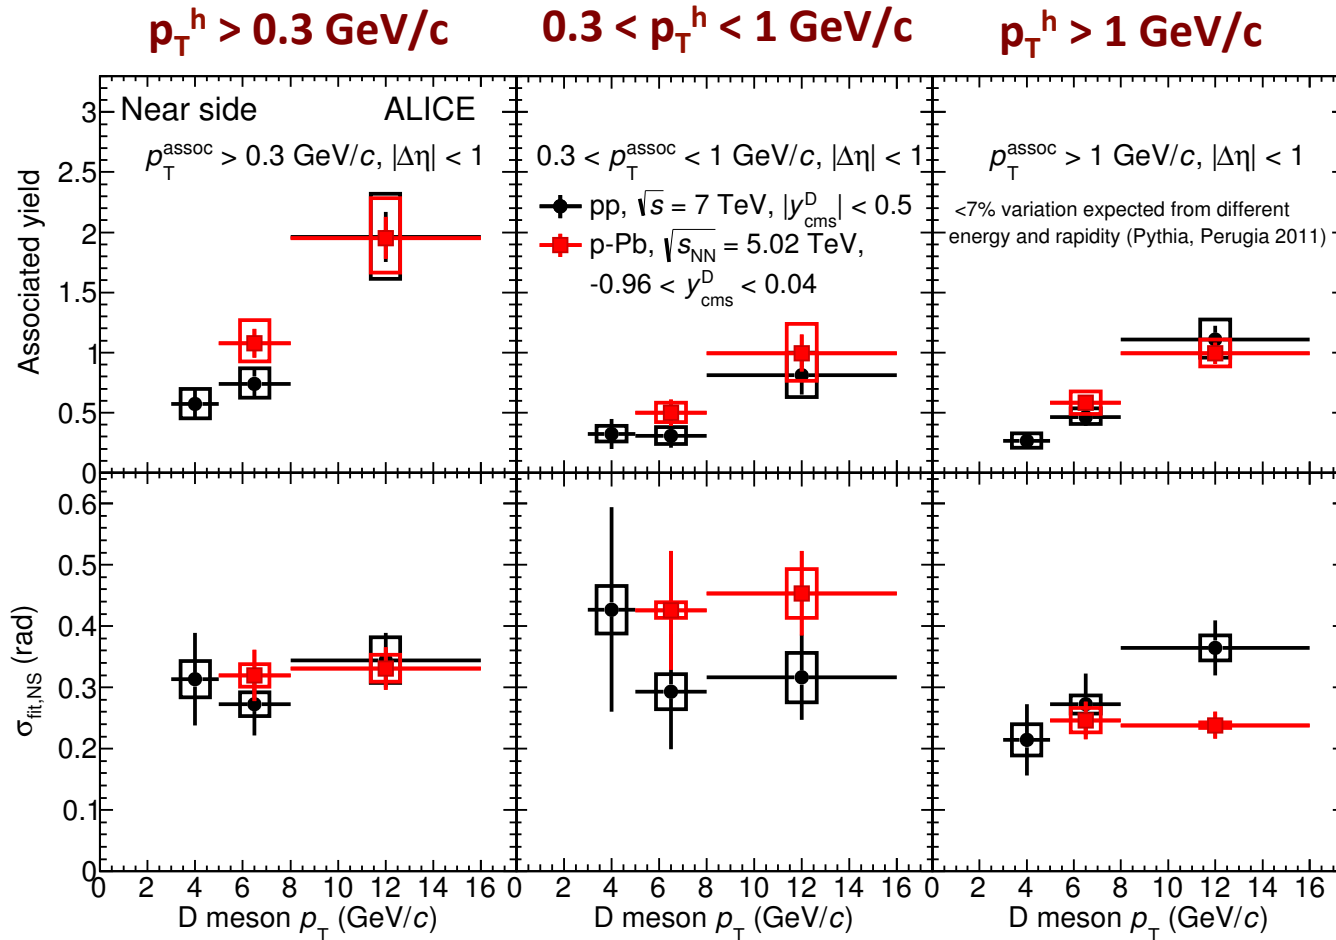 p_T^h > 0.3 GeV/c
0.3 < p_T^h < 1 GeV/c
p_T^h > 1 GeV/c
Near side
ALICE
p_T^assoc > 0.3 GeV/c, |Δη| < 1
0.3 < p_T^assoc < 1 GeV/c, |Δη| < 1
p_T^assoc > 1 GeV/c, |Δη| < 1
pp, √s = 7 TeV, |y_cms^D| < 0.5
p-Pb, √s_NN = 5.02 TeV,
-0.96 < y_cms^D < 0.04
<7% variation expected from different
energy and rapidity (Pythia, Perugia 2011)
Associated yield
3
2.5
2
1.5
1
0.5
0
σ_fit,NS (rad)
0.6
0.5
0.4
0.3
0.2
0.1
0
0 2 4 6 8 10 12 14 16
2 4 6 8 10 12 14 16
0 2 4 6 8 10 12 14 16
D meson p_T (GeV/c)
D meson p_T (GeV/c)
D meson p_T (GeV/c)